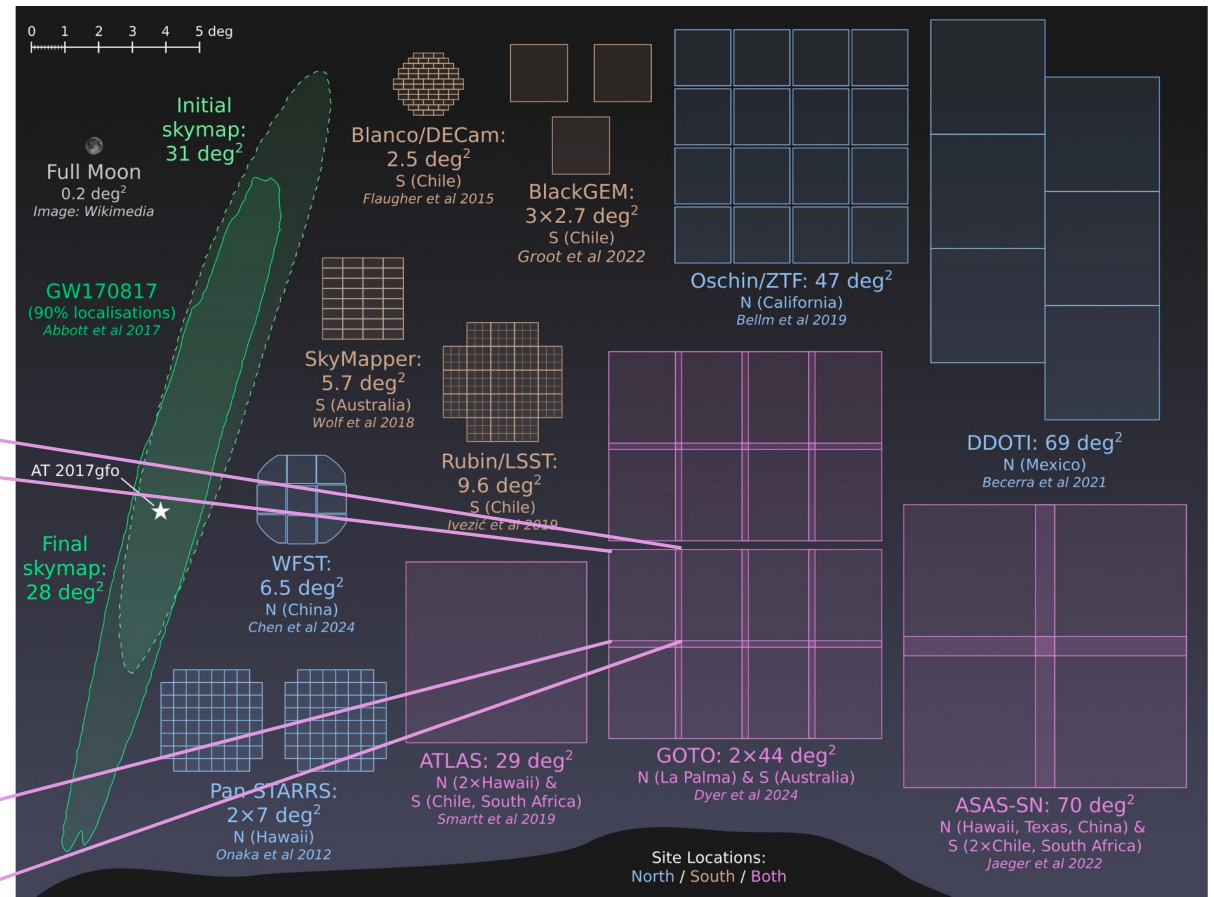 0 1 2 3 4 5 deg
Initial
skymap:
31 deg²
Full Moon
0.2 deg²
Image: Wikimedia
GW170817
(90% localisations)
Abbott et al 2017
AT 2017gfo
Final
skymap:
28 deg²
Blanco/DECam:
2.5 deg²
S (Chile)
Flaugher et al 2015
BlackGEM:
3×2.7 deg²
S (Chile)
Groot et al 2022
Oschin/ZTF: 47 deg²
N (California)
Bellm et al 2019
DDOTI: 69 deg²
N (Mexico)
Becerra et al 2021
SkyMapper:
5.7 deg²
S (Australia)
Wolf et al 2018
Rubin/LSST:
9.6 deg²
S (Chile)
Ivezić et al 2019
WFST:
6.5 deg²
N (China)
Chen et al 2024
Pan-STARRS:
2×7 deg²
N (Hawaii)
Onaka et al 2012
ATLAS: 29 deg²
N (2×Hawaii) &
S (Chile, South Africa)
Smartt et al 2019
GOTO: 2×44 deg²
N (La Palma) & S (Australia)
Dyer et al 2024
ASAS-SN: 70 deg²
N (Hawaii, Texas, China) &
S (2×Chile, South Africa)
Jaeger et al 2022
Site Locations:
North / South / Both